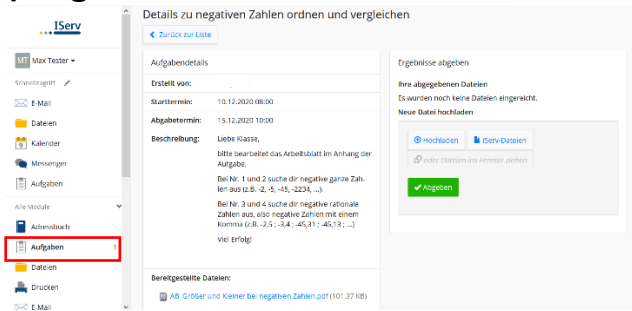 IServ
MT Max Tester
Schnellzugriff
E-Mail
Dateien
Kalender
Messenger
Aufgaben
Alle Module
Adressbuch
Aufgaben 1
Dateien
Drucken
E-Mail
Details zu negativen Zahlen ordnen und vergleichen
Zurück zur Liste
Aufgabendetails
Erstellt von:
Starttermin: 10.12.2020 08:00
Abgabetermin: 15.12.2020 10:00
Beschreibung: Liebe Klasse,
bitte bearbeitet das Arbeitsblatt im Anhang der
Aufgabe.
Bei Nr. 1 und 2 suche dir negative ganze Zah-
len aus (z.B. -2, -5, -45, -2234, ...).
Bei Nr. 3 und 4 suche dir negative rationale
Zahlen aus, also negative Zahlen mit einem
Komma (z.B. -2,5 ; -3,4 ; -45,31 ; -45,13 ; ...)
Viel Erfolg!
Bereitgestellte Dateien:
AB_Größer und Kleiner bei negativen Zahlen.pdf (101.37 KB)
Ergebnisse abgeben
Ihre abgegebenen Dateien
Es wurden noch keine Dateien eingereicht.
Neue Datei hochladen
Hochladen
IServ-Dateien
oder Dateien ins Fenster ziehen
Abgeben